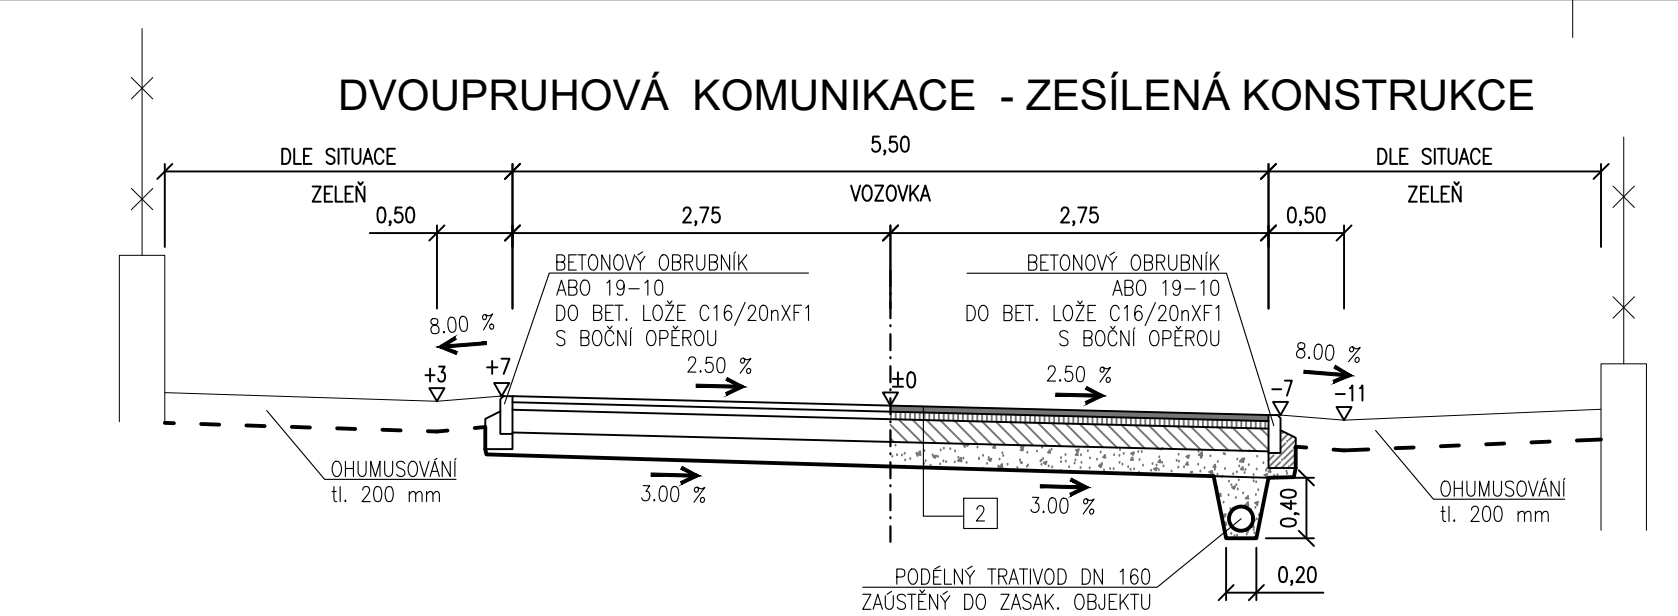 DVOUPRUHOVÁ KOMUNIKACE - ZESÍLENÁ KONSTRUKCE
5,50
DLE SITUACE
DLE SITUACE
ZELEŇ
VOZOVKA
ZELEŇ
0,50
2,75
2,75
0,50
BETONOVÝ OBRUBNÍK
ABO 19-10
DO BET. LOŽE C16/20nXF1
S BOČNÍ OPĚROU
BETONOVÝ OBRUBNÍK
ABO 19-10
DO BET. LOŽE C16/20nXF1
S BOČNÍ OPĚROU
8.00 %
8.00 %
2.50 %
2.50 %
+3
+7
±0
-7
-11
OHUMUSOVÁNÍ
tl. 200 mm
3.00 %
3.00 %
2
0,40
OHUMUSOVÁNÍ
tl. 200 mm
PODÉLNÝ TRATIVOD DN 160
ZAÚSTĚNÝ DO ZASAK. OBJEKTU
0,20